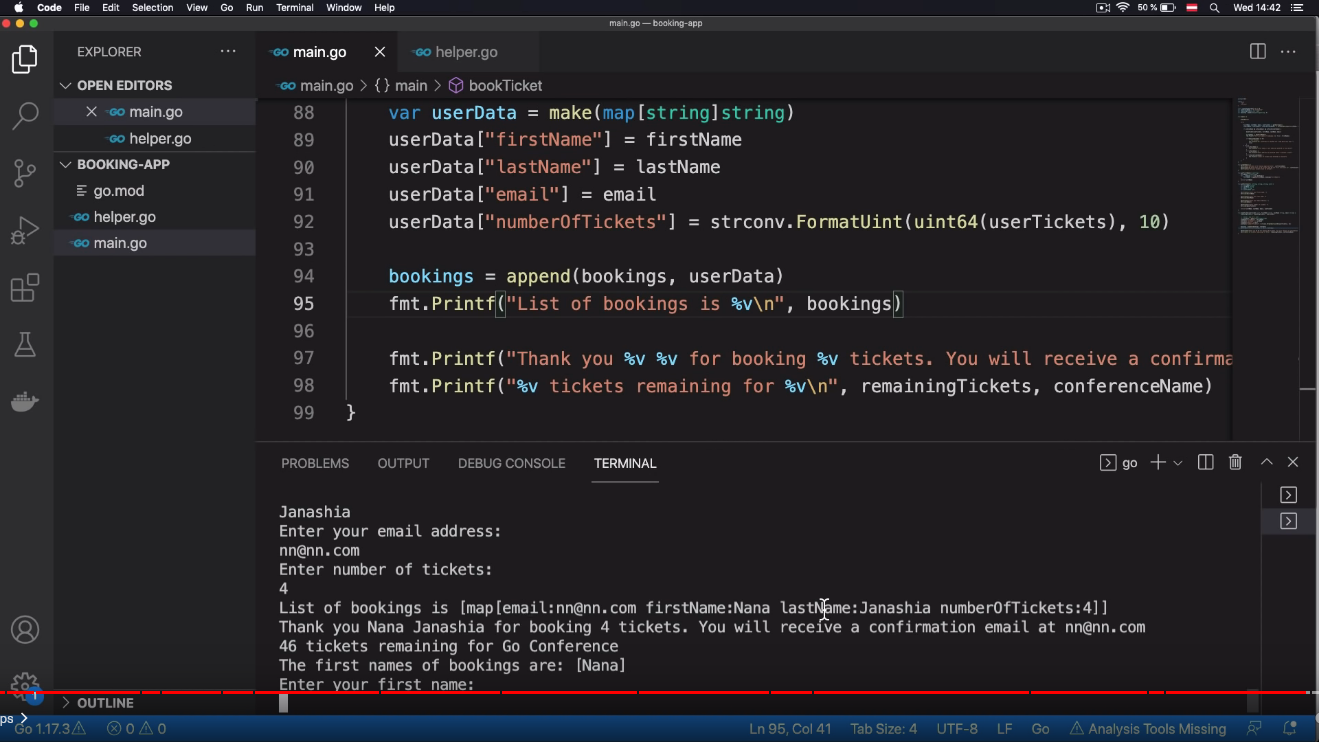 Code File Edit Selection View Go Run Terminal Window Help 50 % Wed 14:42
main.go — booking-app
EXPLORER
main.go
helper.go
OPEN EDITORS
main.go
helper.go
BOOKING-APP
go.mod
helper.go
main.go
OUTLINE
main.go > {} main > bookTicket
88 var userData = make(map[string]string)
89 userData["firstName"] = firstName
90 userData["lastName"] = lastName
91 userData["email"] = email
92 userData["numberOfTickets"] = strconv.FormatUint(uint64(userTickets), 10)
93
94 bookings = append(bookings, userData)
95 fmt.Printf("List of bookings is %v\n", bookings)
96
97 fmt.Printf("Thank you %v %v for booking %v tickets. You will receive a confirma
98 fmt.Printf("%v tickets remaining for %v\n", remainingTickets, conferenceName)
99 }
PROBLEMS OUTPUT DEBUG CONSOLE TERMINAL go
Janashia
Enter your email address:
nn@nn.com
Enter number of tickets:
4
List of bookings is [map[email:nn@nn.com firstName:Nana lastName:Janashia numberOfTickets:4]]
Thank you Nana Janashia for booking 4 tickets. You will receive a confirmation email at nn@nn.com
46 tickets remaining for Go Conference
The first names of bookings are: [Nana]
Enter your first name:
1
ps >
Go 1.17.3 0 0 Ln 95, Col 41 Tab Size: 4 UTF-8 LF Go Analysis Tools Missing